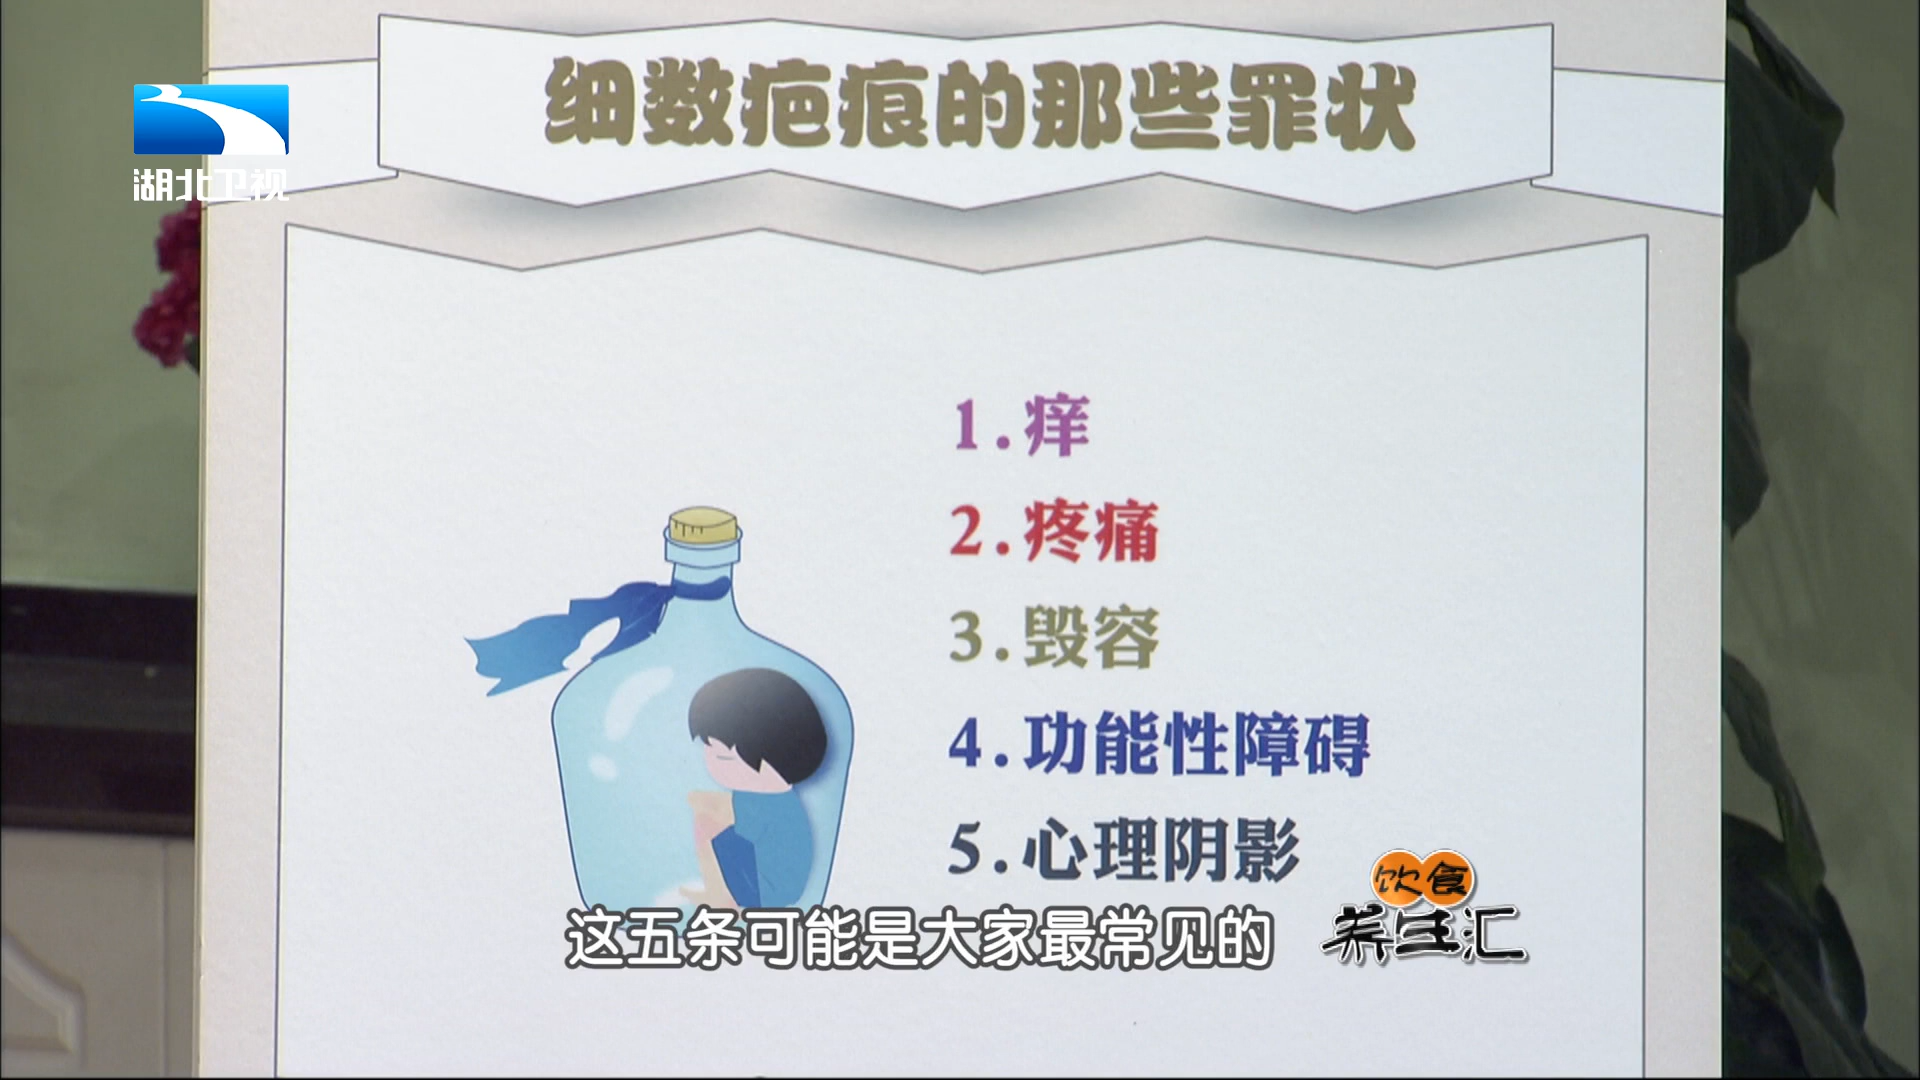 细数疤痕的那些罪状
湖北卫视
1.痒
2.疼痛
3.毁容
4.功能性障碍
5.心理阴影
饮食
养生汇
这五条可能是大家最常见的